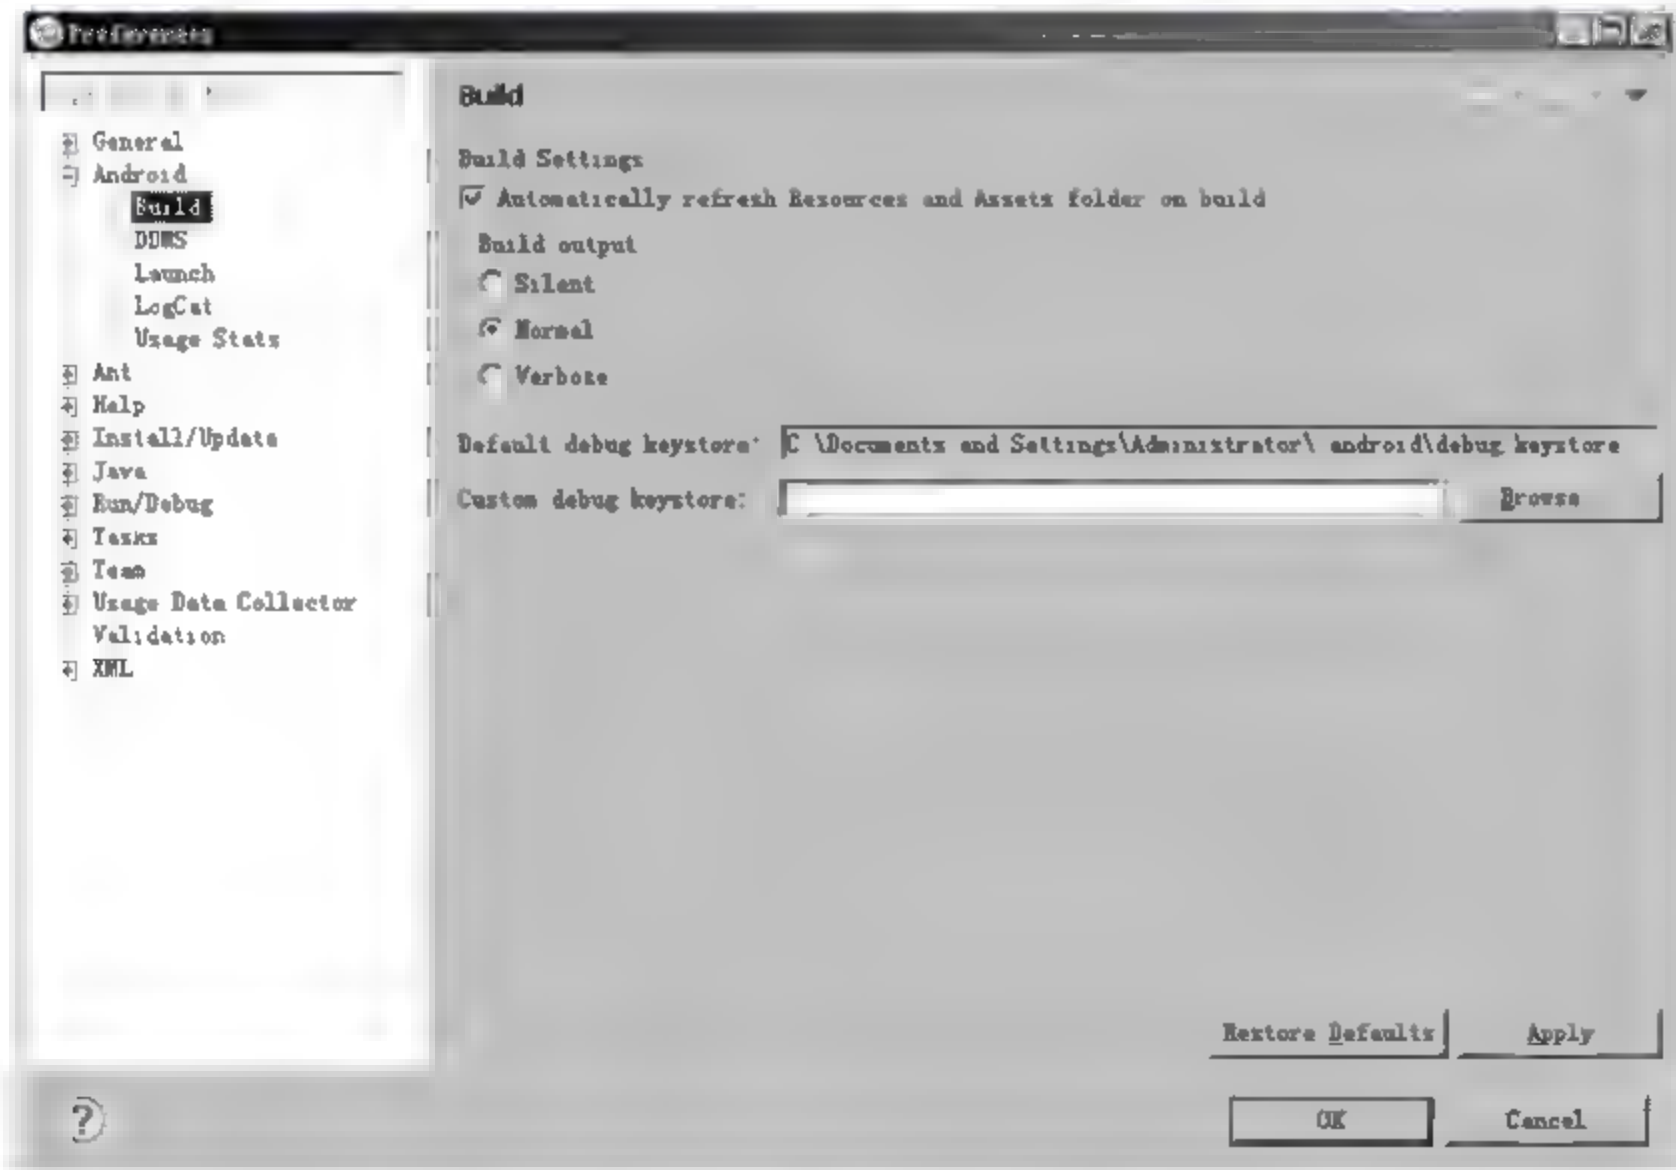 Preferences
Build
General
Android
Build
DDMS
Launch
LogCat
Usage Stats
Ant
Help
Install/Update
Java
Run/Debug
Tasks
Team
Usage Data Collector
Validation
XML
Build Settings
Automatically refresh Resources and Assets folder on build
Build output
Silent
Normal
Verbose
Default debug keystore: C \Documents and Settings\Administrator\ android\debug keystore
Custom debug keystore: Browse
Restore Defaults Apply
? OK Cancel